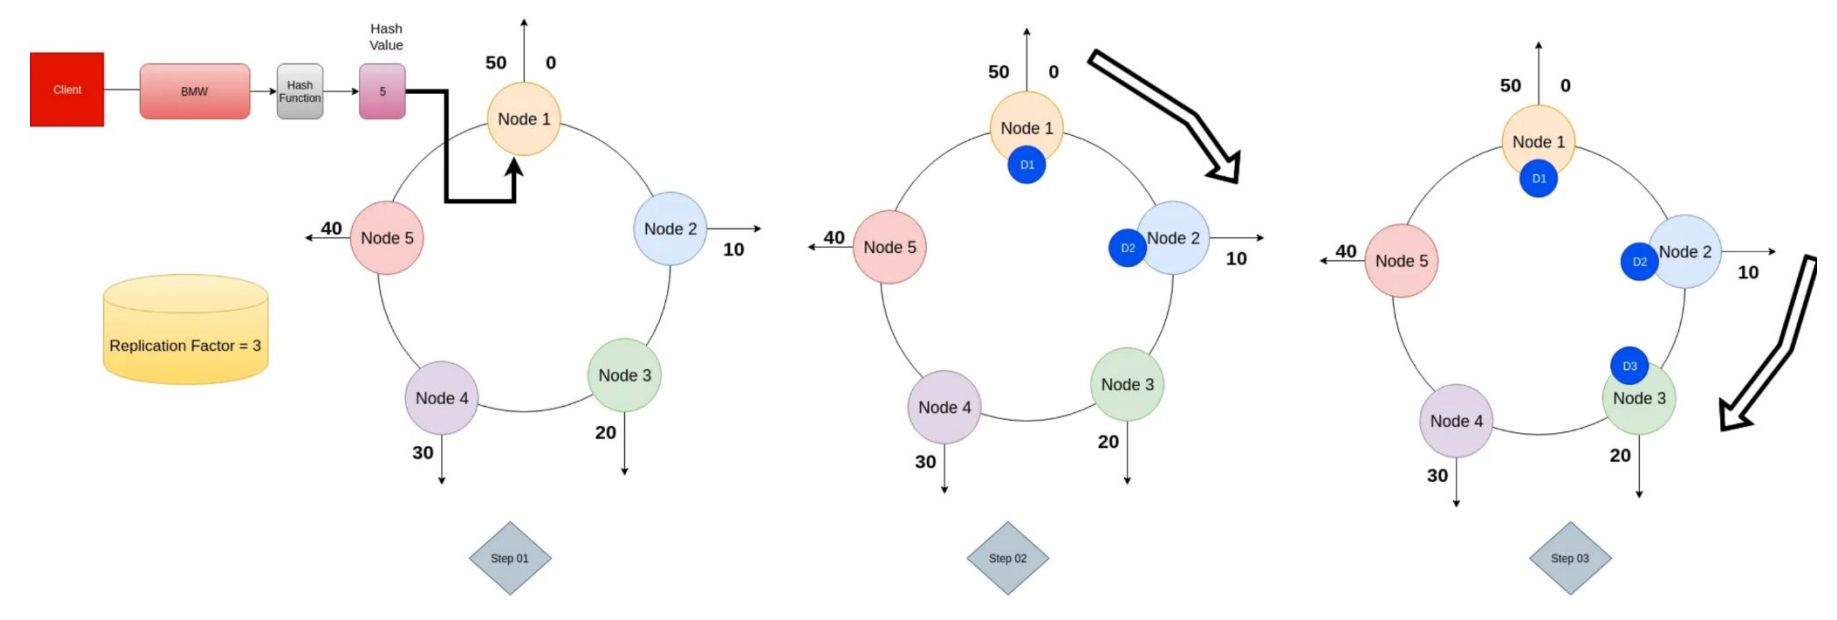 Hash
Value
Client
BMW
Hash
Function
5
50 0
Node 1
Node 2
10
Node 3
20
Node 4
30
Node 5
40
Replication Factor = 3
Step 01
50 0
Node 1
D1
Node 2
D2
10
Node 3
20
Node 4
30
Node 5
40
Step 02
50 0
Node 1
D1
Node 2
D2
10
D3
Node 3
20
Node 4
30
Node 5
40
Step 03